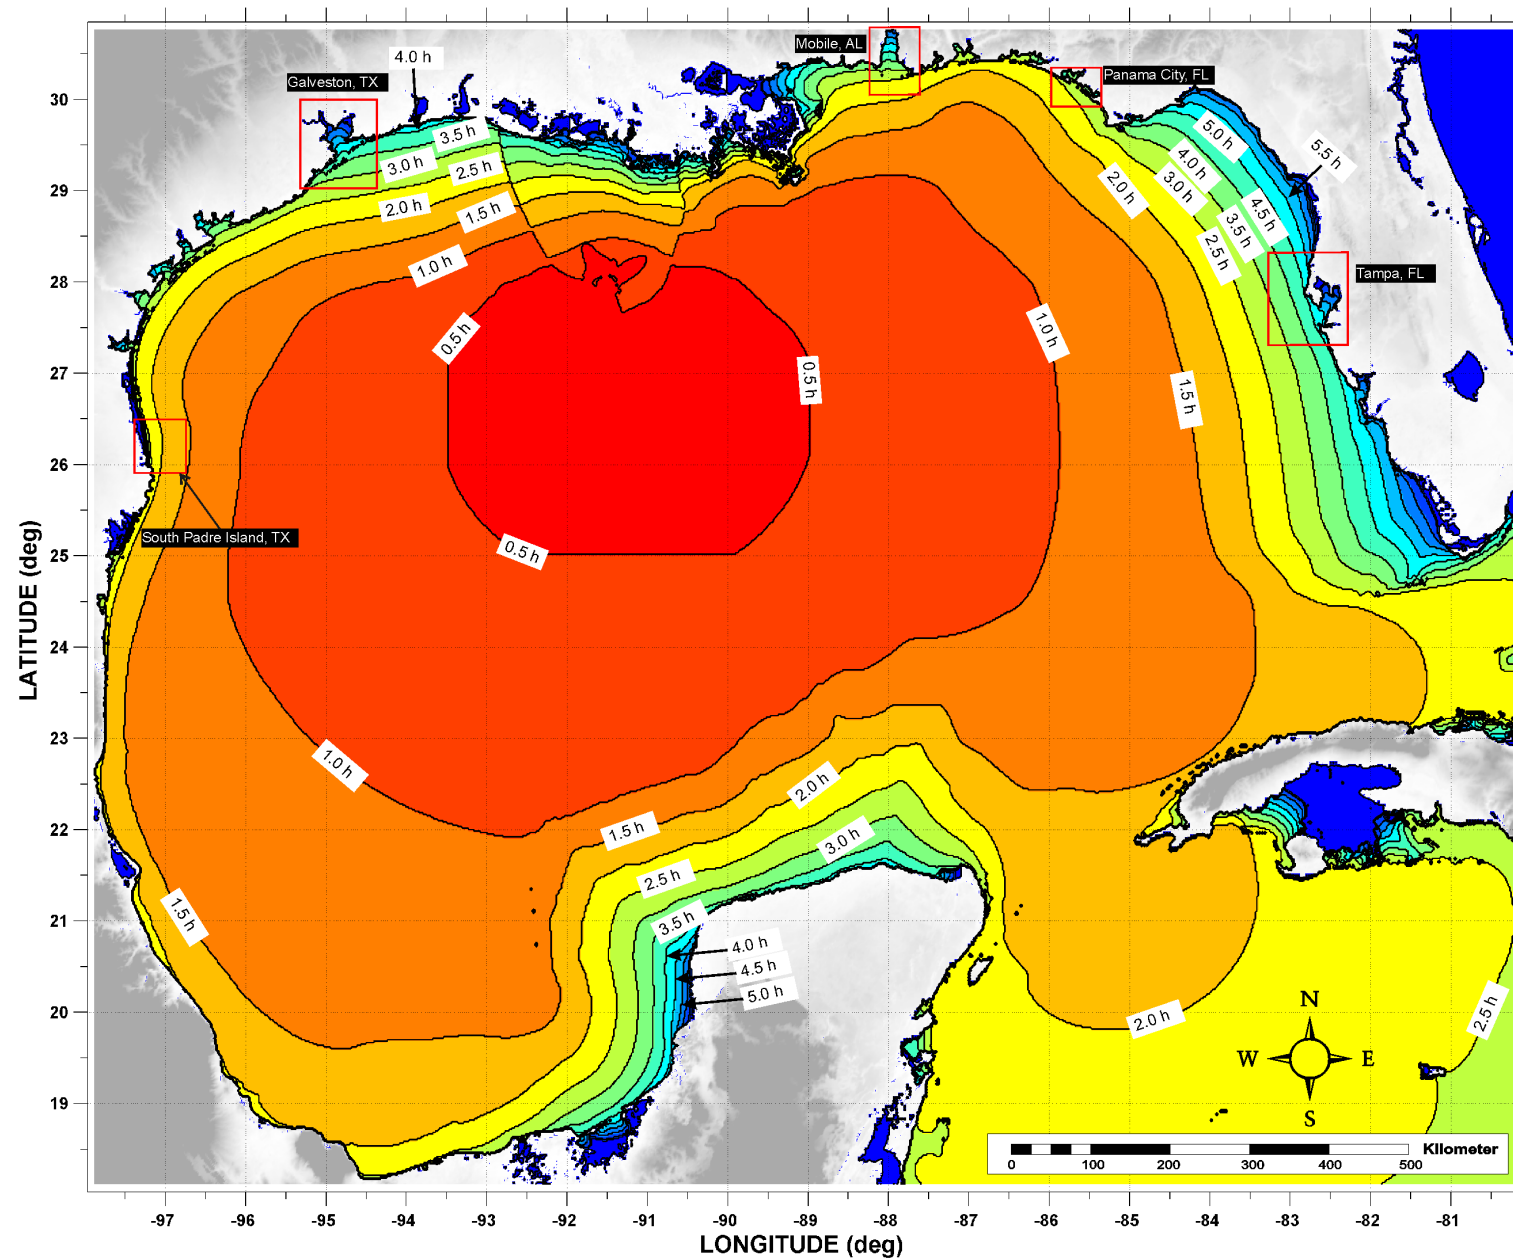 4.0 h
Mobile, AL
Galveston, TX
Panama City, FL
30
3.5 h
5.0 h
5.5 h
3.0 h
2.5 h
4.0 h
29
3.0 h
2.0 h
2.0 h
1.5 h
4.5 h
3.5 h
2.5 h
1.0 h
28
Tampa, FL
0.5 h
1.0 h
27
0.5 h
1.5 h
26
South Padre Island, TX
0.5 h
25
LATITUDE (deg)
24
23
1.0 h
2.0 h
22
1.5 h
3.0 h
2.5 h
21
1.5 h
3.5 h
4.0 h
4.5 h
5.0 h
20
2.0 h
2.5 h
N
W
E
S
19
Kilometer
0 100 200 300 400 500
-97 -96 -95 -94 -93 -92 -91 -90 -89 -88 -87 -86 -85 -84 -83 -82 -81
LONGITUDE (deg)